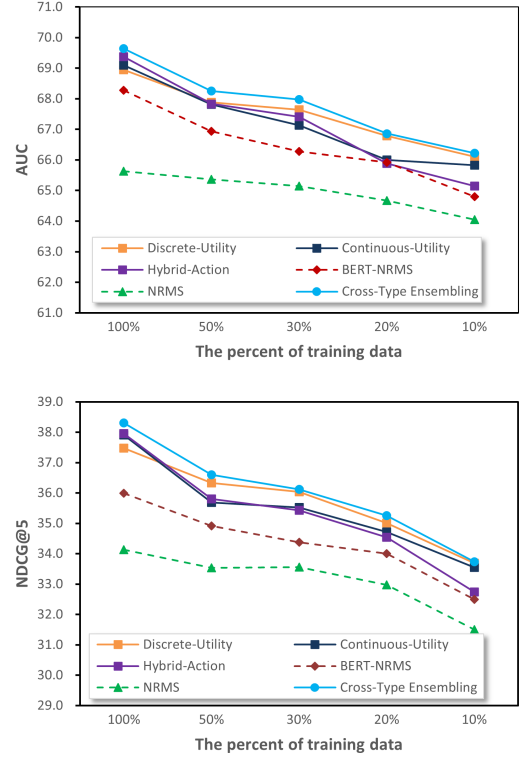 71.0
70.0
69.0
68.0
67.0
66.0
65.0
64.0
63.0
62.0
61.0
AUC
Discrete-Utility Continuous-Utility
Hybrid-Action BERT-NRMS
NRMS Cross-Type Ensembling
100% 50% 30% 20% 10%
The percent of training data
39.0
38.0
37.0
36.0
35.0
34.0
33.0
32.0
31.0
30.0
29.0
NDCG@5
Discrete-Utility Continuous-Utility
Hybrid-Action BERT-NRMS
NRMS Cross-Type Ensembling
100% 50% 30% 20% 10%
The percent of training data